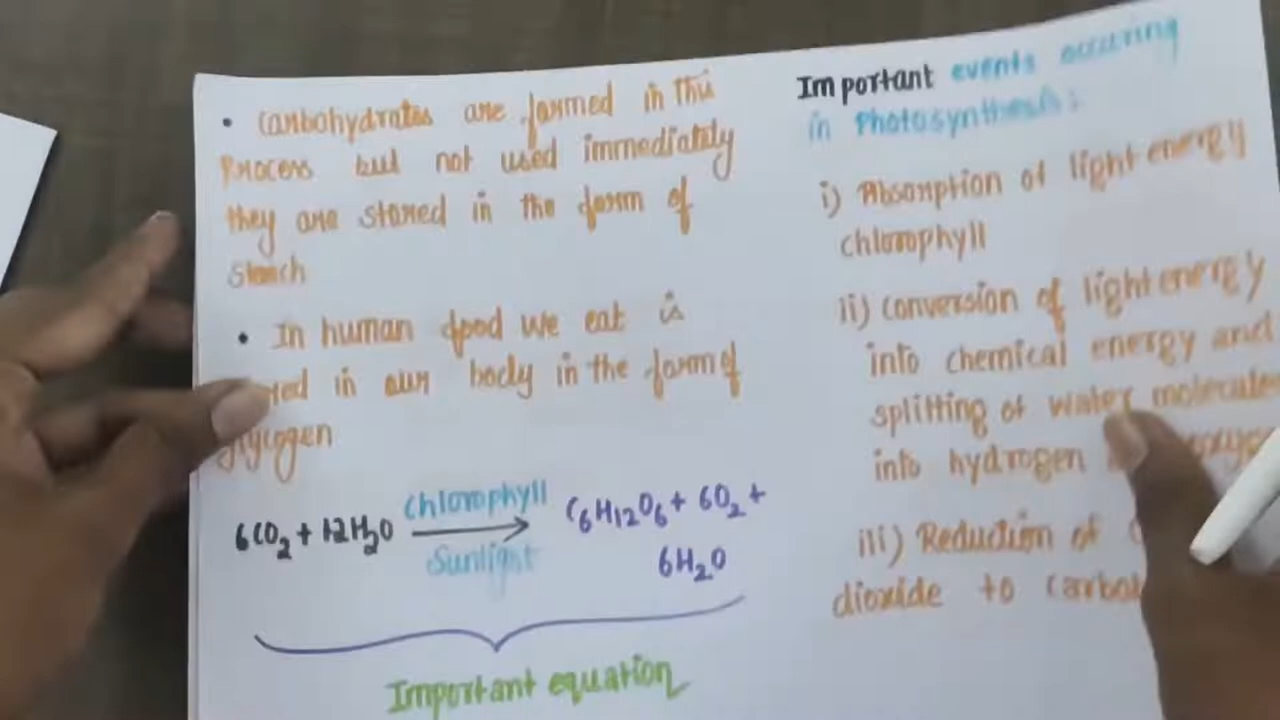 • Carbohydrates are formed in this
Process but not used immediately
they are stored in the form of
starch
• In human food we eat is
in our body in the form of
glycogen
6CO₂ + 12H₂O Chlorophyll → Sunlight C₆H₁₂O₆ + 6O₂ +
6H₂O
Important equation
Important events occuring
in Photosynthesis:
i) Absorption of light energy
chlorophyll
ii) conversion of light energy
into chemical energy and
splitting of water molecules
into hydrogen
iii) Reduction of
dioxide to